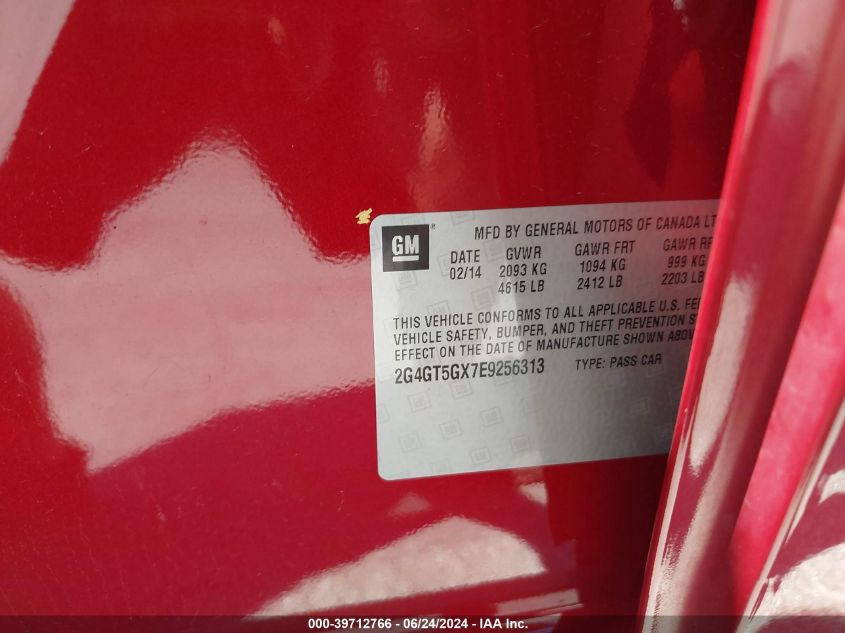 GM®
MFD BY GENERAL MOTORS OF CANADA
DATE GVWR GAWR FRT GAWR
02/14 2093 KG 1094 KG 999 KG
4615 LB 2412 LB 2203 LB
THIS VEHICLE CONFORMS TO ALL APPLICABLE U.S.
VEHICLE SAFETY, BUMPER, AND THEFT PREVENTION
EFFECT ON THE DATE OF MANUFACTURE SHOWN
2G4GT5GX7E9256313 TYPE: PASS CAR
000-39712766 - 06/24/2024 - IAA Inc.